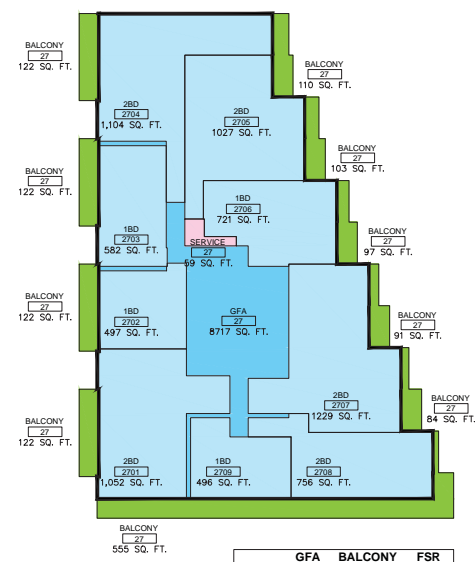 BALCONY
27
122 SQ. FT.
BALCONY
27
110 SQ. FT.
2BD
2704
1,104 SQ. FT.
2BD
2705
1027 SQ. FT.
BALCONY
27
122 SQ. FT.
BALCONY
27
103 SQ. FT.
1BD
2703
582 SQ. FT.
1BD
2706
721 SQ. FT.
SERVICE
27
59 SQ. FT.
BALCONY
27
97 SQ. FT.
BALCONY
27
122 SQ. FT.
1BD
2702
497 SQ. FT.
GFA
27
8717 SQ. FT.
BALCONY
27
91 SQ. FT.
2BD
2707
1229 SQ. FT.
BALCONY
27
84 SQ. FT.
BALCONY
27
122 SQ. FT.
2BD
2701
1,052 SQ. FT.
1BD
2709
496 SQ. FT.
2BD
2708
756 SQ. FT.
BALCONY
27
555 SQ. FT.
GFA BALCONY FSR